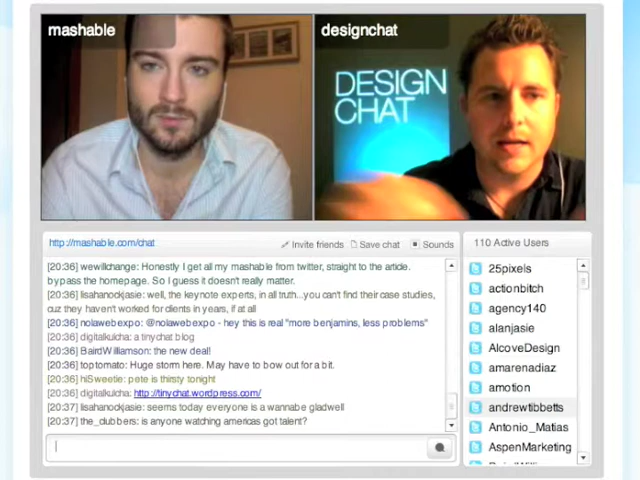 mashable
designchat
DESIGN
CHAT
http://mashable.com/chat
Invite friends
Save chat
Sounds
110 Active Users
[20:36] wewillchange: Honestly I get all my mashable from twitter, straight to the article.
bypass the homepage. So I guess it doesn't really matter.
[20:36] lisahanockjasie: well, the keynote experts, in all truth...you can't find their case studies,
cuz they haven't worked for clients in years, if at all
[20:36] nolawebexpo: @nolawebexpo - hey this is real "more benjamins, less problems"
[20:36] digitalkulcha: a tinychat blog
[20:36] BairdWilliamson: the new deal!
[20:36] toptomato: Huge storm here. May have to bow out for a bit.
[20:36] hiSweetie: pete is thirsty tonight
[20:36] digitalkulcha: http://tinychat.wordpress.com/
[20:37] lisahanockjasie: seems today everyone is a wannabe gladwell
[20:37] the_clubbers: is anyone watching americas got talent?
25pixels
actionbitch
agency140
alanjasie
AlcoveDesign
amarenadiaz
amotion
andrewtibbetts
Antonio_Matias
AspenMarketing